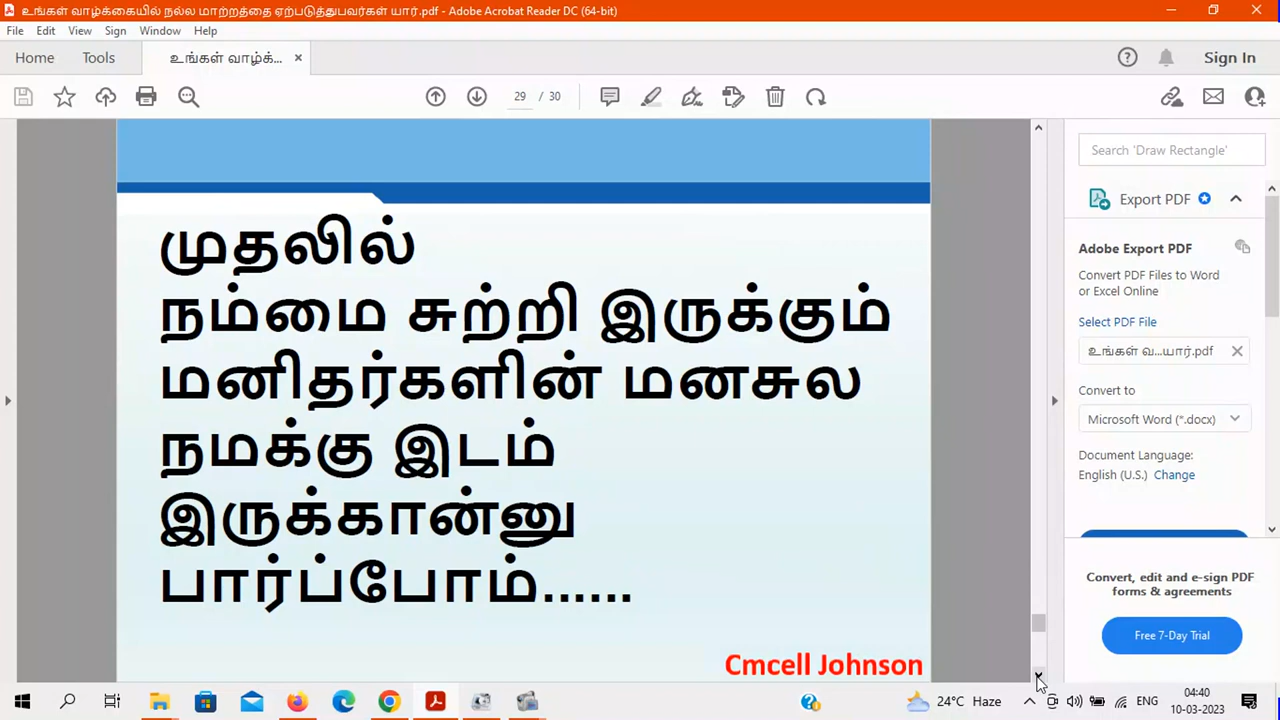 உங்கள் வாழ்க்கையில் நல்ல மாற்றத்தை ஏற்படுத்துபவர்கள் யார்.pdf - Adobe Acrobat Reader DC (64-bit)
File Edit View Sign Window Help
Home Tools உங்கள் வாழ்க்... × Sign In
29 / 30
Search 'Draw Rectangle'
Export PDF
Adobe Export PDF
Convert PDF Files to Word
or Excel Online
Select PDF File
உங்கள் வ...யார்.pdf
Convert to
Microsoft Word (*.docx)
Document Language:
English (U.S.) Change
Convert, edit and e-sign PDF
forms & agreements
Free 7-Day Trial
முதலில்
நம்மை சுற்றி இருக்கும்
மனிதர்களின் மனசுல
நமக்கு இடம்
இருக்கான்னு
பார்ப்போம்......
Cmcell Johnson
24°C Haze ENG 04:40
10-03-2023